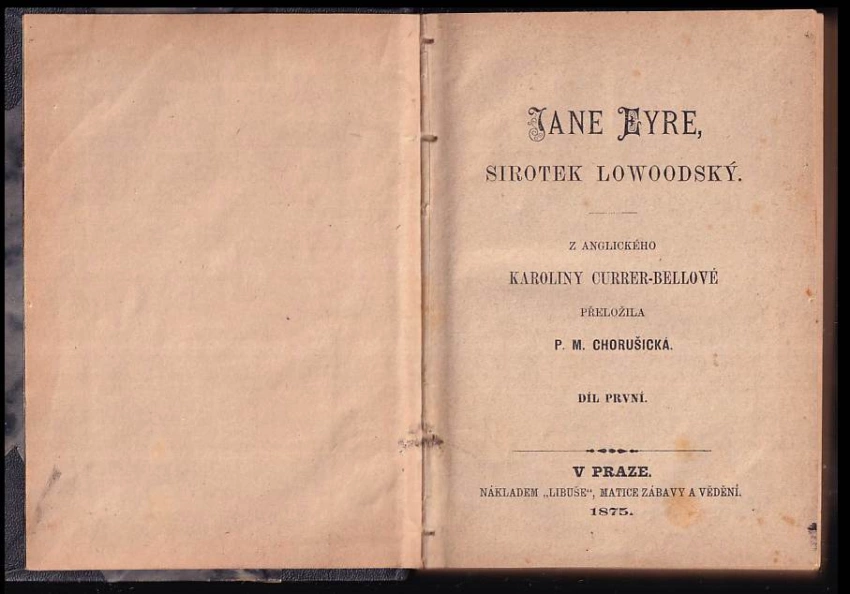 JANE EYRE,
SIROTEK LOWOODSKÝ.
Z ANGLICKÉHO
KAROLINY CURRER-BELLOVÉ
PŘELOŽILA
P. M. CHORUŠICKÁ.
DÍL PRVNÍ.
V PRAZE.
NÁKLADEM „LIBUŠE“, MATICE ZÁBAVY A VĚDĚNÍ.
1875.